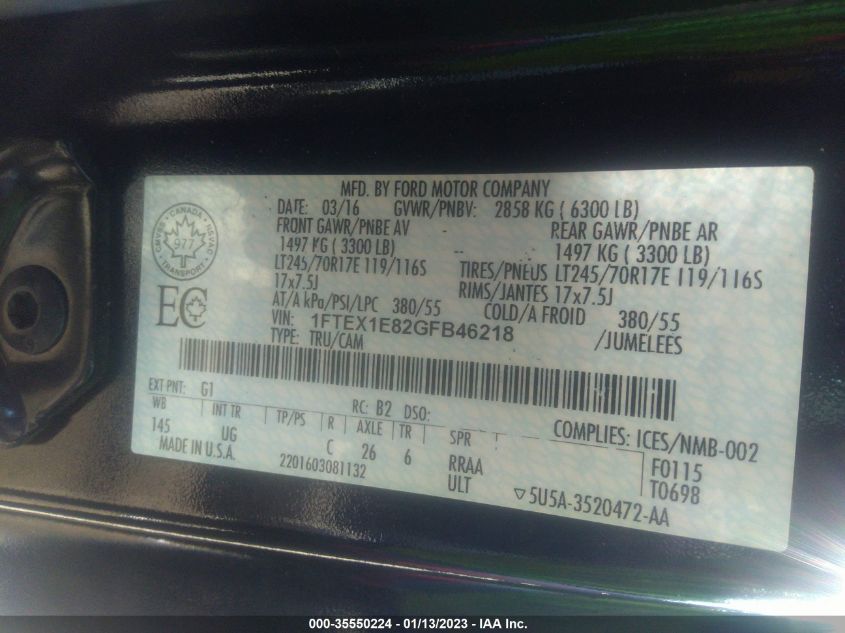 MFD. BY FORD MOTOR COMPANY
DATE: 03/16 GVWR/PNBV: 2858 KG ( 6300 LB)
FRONT GAWR/PNBE AV REAR GAWR/PNBE AR
1497 KG ( 3300 LB) -- 1497 KG ( 3300 LB)
LT245/70R17E 119/116S TIRES/PNEUS LT245/70R17E 119/116S
17x7.5J RIMS/JANTES 17x7.5J
AT/A kPa/PSI/LPC 380/55 COLD/A FROID 380/55
VIN: 1FTEX1E82GFB46218 /JUMELEES
TYPE: TRU/CAM
CANADA
CMVSS NSVAC
977
TRANSPORT
EC
EXT PNT: G1 RC: B2 DSO: COMPLIES: ICES/NMB-002
WB INT TR TP/PS R AXLE TR SPR F0115
145 UG C 26 6 RRAA T0698
MADE IN U.S.A. 2201603081132 ULT ▽5U5A-3520472-AA
000-35550224 - 01/13/2023 - IAA Inc.